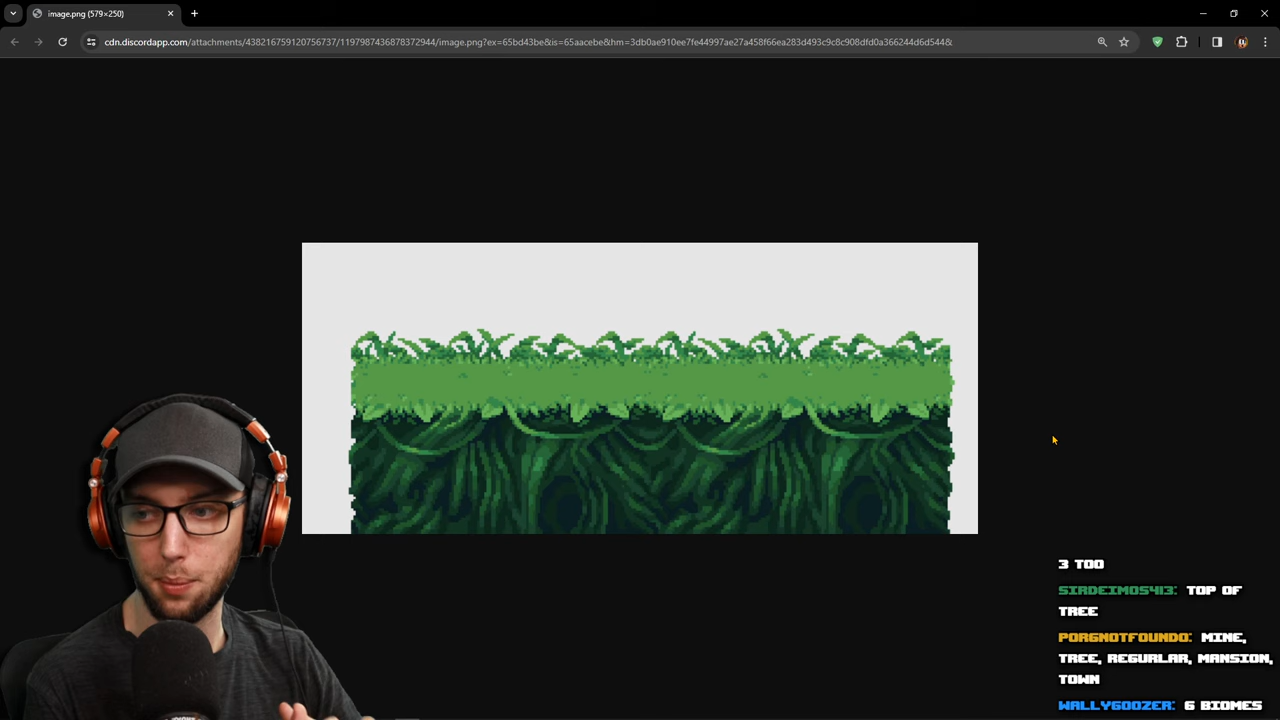 image.png (579×250)
cdn.discordapp.com/attachments/438216759120756737/1197987436878372944/image.png?ex=65bd43be&is=65aacebe&hm=3db0ae910ee7fe44997ae27a458f66ea283d493c9c8c908dfd0a366244d6d544&
3 TOO
SIRDEIMOS413: TOP OF
TREE
PORGNOTFOUNDO: MINE,
TREE, REGURLAR, MANSION,
TOWN
WALLYGOOZER: 6 BIOMES